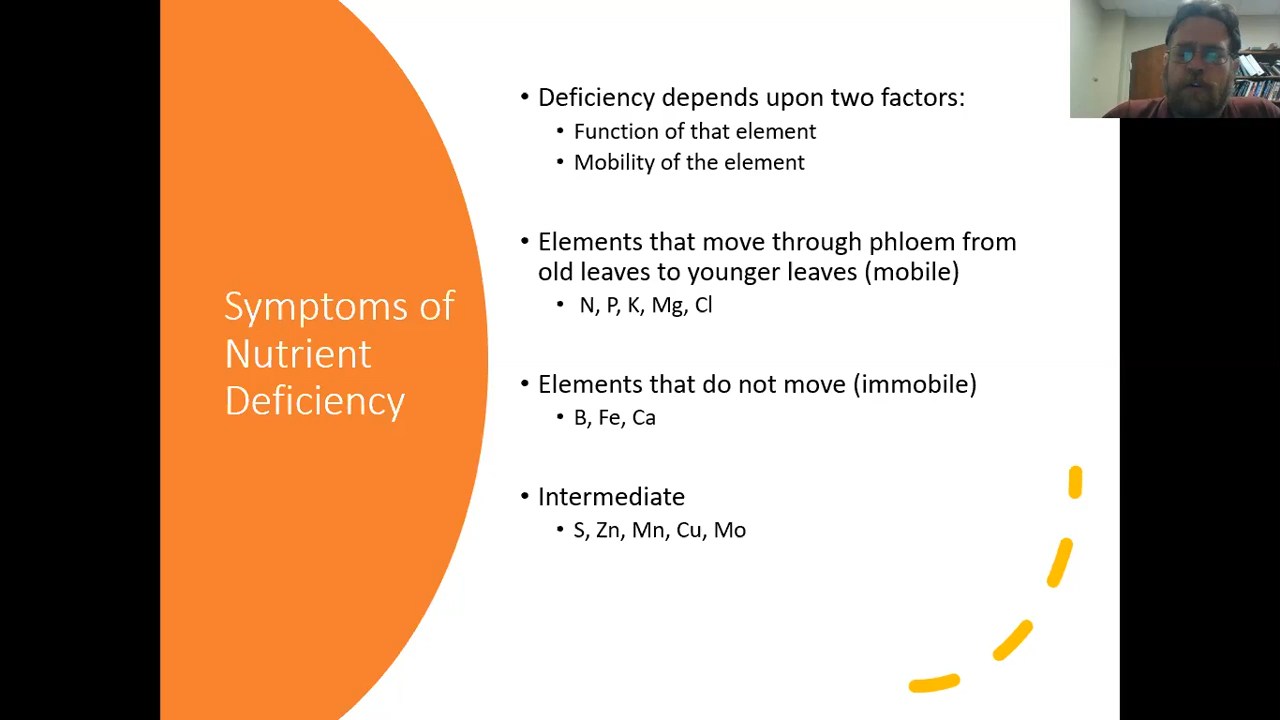 Symptoms of
Nutrient
Deficiency
• Deficiency depends upon two factors:
• Function of that element
• Mobility of the element
• Elements that move through phloem from
old leaves to younger leaves (mobile)
• N, P, K, Mg, Cl
• Elements that do not move (immobile)
• B, Fe, Ca
• Intermediate
• S, Zn, Mn, Cu, Mo